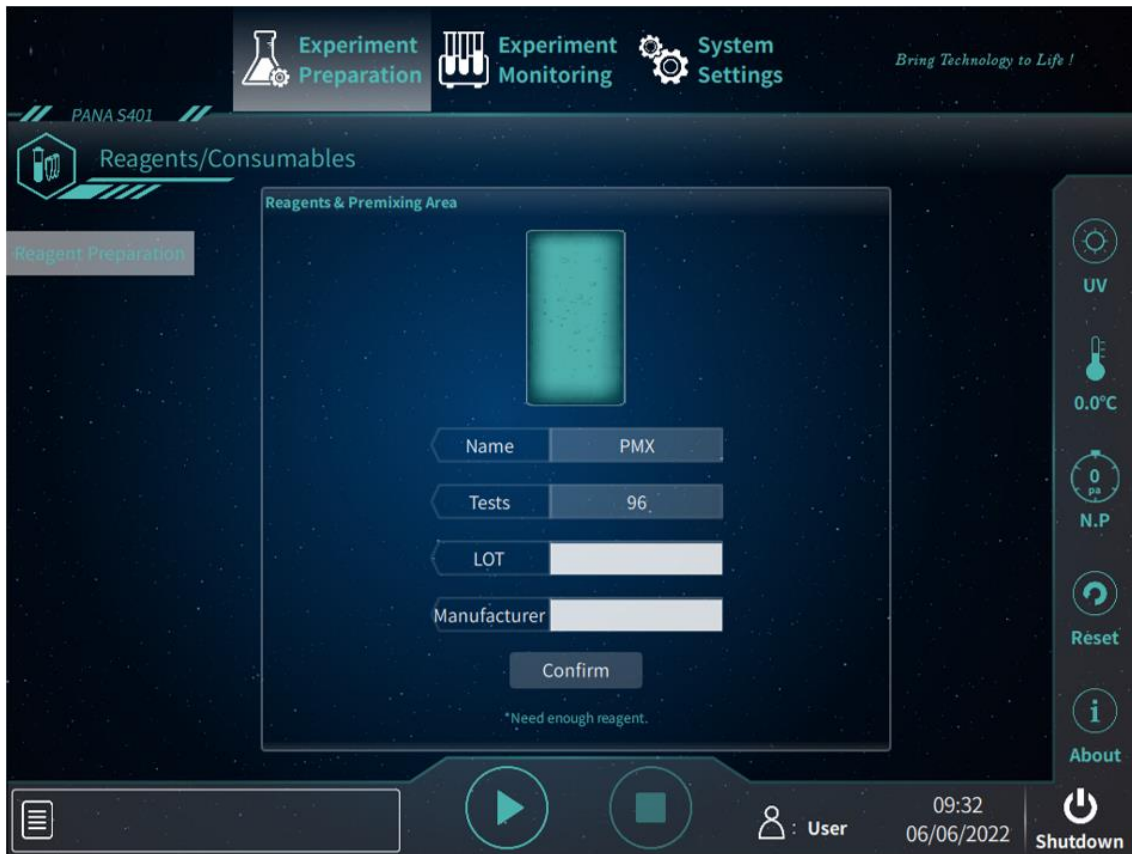 Experiment
Preparation
Experiment
Monitoring
System
Settings
Bring Technology to Life !
PANA S401
Reagents/Consumables
Reagents & Premixing Area
Reagent Preparation
Name
PMX
Tests
96
LOT
Manufacturer
Confirm
*Need enough reagent.
UV
0.0°C
0
pa
N.P
Reset
i
About
: User
09:32
06/06/2022
Shutdown